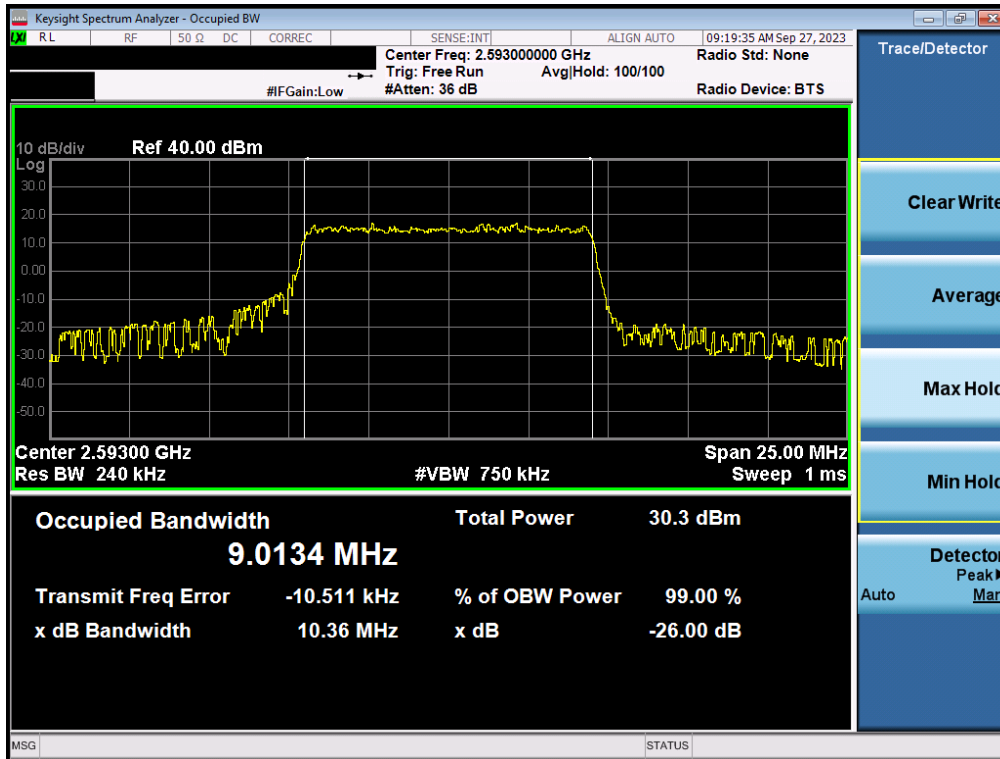 Keysight Spectrum Analyzer - Occupied BW
LXI RL RF 50 Ω DC CORREC SENSE:INT ALIGN AUTO 09:19:35 AM Sep 27, 2023
Center Freq: 2.593000000 GHz Radio Std: None
Trig: Free Run Avg|Hold: 100/100
#IFGain:Low #Atten: 36 dB Radio Device: BTS
10 dB/div Ref 40.00 dBm
Log
30.0
20.0
10.0
0.00
-10.0
-20.0
-30.0
-40.0
-50.0
Center 2.59300 GHz Span 25.00 MHz
Res BW 240 kHz #VBW 750 kHz Sweep 1 ms
Occupied Bandwidth Total Power 30.3 dBm
9.0134 MHz
Transmit Freq Error -10.511 kHz % of OBW Power 99.00 %
x dB Bandwidth 10.36 MHz x dB -26.00 dB
MSG STATUS
Trace/Detector
Clear Write
Average
Max Hold
Min Hold
Detector
Peak
Auto Man